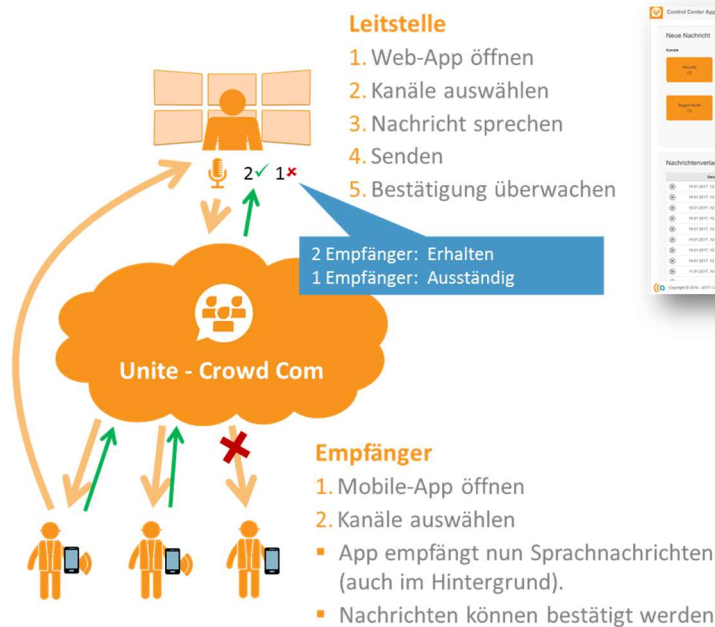 Leitstelle
1. Web-App öffnen
2. Kanäle auswählen
3. Nachricht sprechen
4. Senden
5. Bestätigung überwachen
2✓ 1✗
2 Empfänger: Erhalten
1 Empfänger: Ausständig
Unite - Crowd Com
Empfänger
1. Mobile-App öffnen
2. Kanäle auswählen
▪ App empfängt nun Sprachnachrichten
(auch im Hintergrund).
▪ Nachrichten können bestätigt werden
Control Center App
Neue Nachricht
Kanäle
Security
Region North